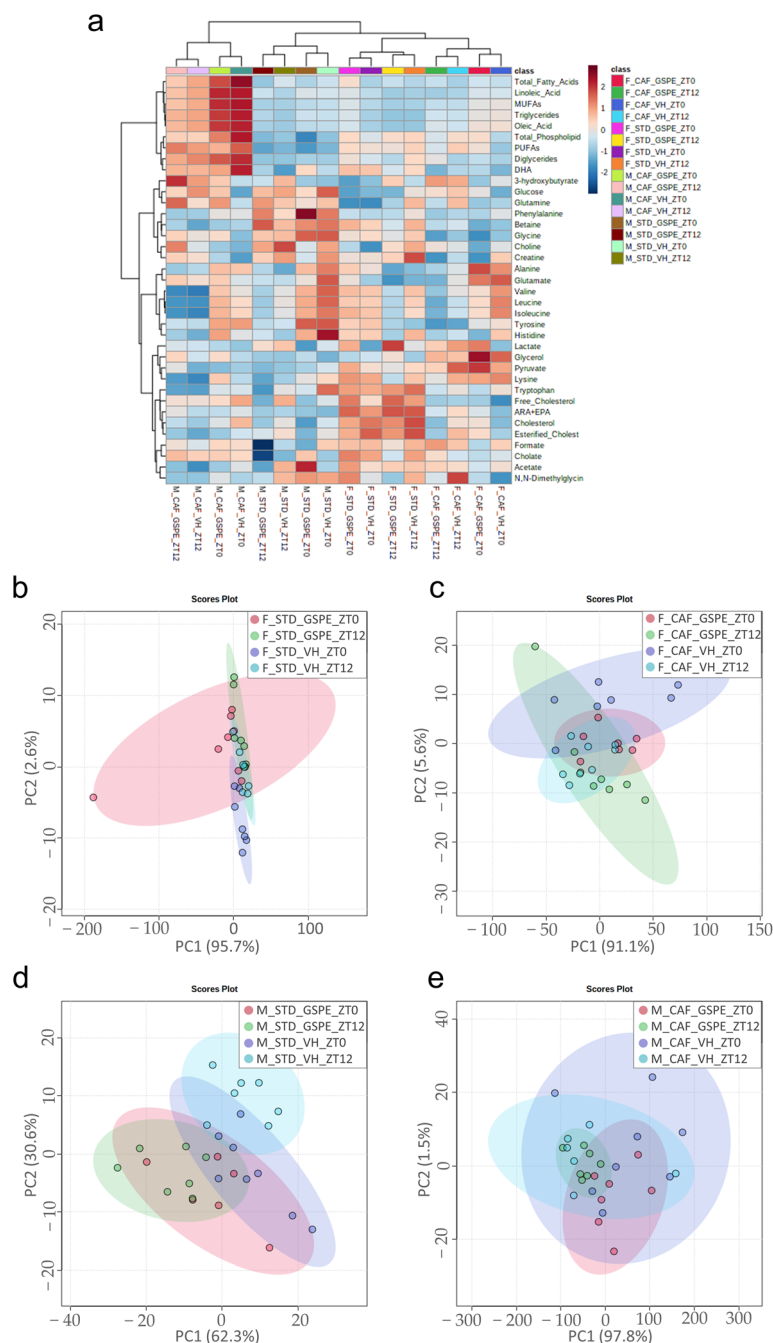 a
class
Total_Fatty_Acids
Linoleic_Acid
MUFAs
Triglycerides
Oleic_Acid
Total_Phospholipid
PUFAs
Diglycerides
DHA
3-hydroxybutyrate
Glucose
Glutamine
Phenylalanine
Betaine
Glycine
Choline
Creatine
Alanine
Glutamate
Valine
Leucine
Isoleucine
Tyrosine
Histidine
Lactate
Glycerol
Pyruvate
Lysine
Tryptophan
Free_Cholesterol
ARA+EPA
Cholesterol
Esterified_Cholest
Formate
Cholate
Acetate
N,N-Dimethylglycin
2
1
0
-1
-2
class
F_CAF_GSPE_ZT0
F_CAF_GSPE_ZT12
F_CAF_VH_ZT0
F_CAF_VH_ZT12
F_STD_GSPE_ZT0
F_STD_GSPE_ZT12
F_STD_VH_ZT0
F_STD_VH_ZT12
M_CAF_GSPE_ZT0
M_CAF_GSPE_ZT12
M_CAF_VH_ZT0
M_CAF_VH_ZT12
M_STD_GSPE_ZT0
M_STD_GSPE_ZT12
M_STD_VH_ZT0
M_STD_VH_ZT12
M_CAF_GSPE_ZT12
M_CAF_VH_ZT12
M_CAF_GSPE_ZT0
M_CAF_VH_ZT0
M_STD_GSPE_ZT12
M_STD_VH_ZT12
M_STD_GSPE_ZT0
M_STD_VH_ZT0
F_STD_GSPE_ZT0
F_STD_VH_ZT0
F_STD_GSPE_ZT12
F_STD_VH_ZT12
F_CAF_GSPE_ZT12
F_CAF_VH_ZT12
F_CAF_GSPE_ZT0
F_CAF_VH_ZT0
b
Scores Plot
F_STD_GSPE_ZT0
F_STD_GSPE_ZT12
F_STD_VH_ZT0
F_STD_VH_ZT12
PC2 (2.6%)
20
10
0
−10
−20
−200
−100
0
100
PC1 (95.7%)
c
Scores Plot
F_CAF_GSPE_ZT0
F_CAF_GSPE_ZT12
F_CAF_VH_ZT0
F_CAF_VH_ZT12
PC2 (5.6%)
20
10
0
−10
−20
−30
−100
−50
0
50
100
150
PC1 (91.1%)
d
Scores Plot
M_STD_GSPE_ZT0
M_STD_GSPE_ZT12
M_STD_VH_ZT0
M_STD_VH_ZT12
PC2 (30.6%)
20
10
0
−10
−20
−40
−20
0
20
PC1 (62.3%)
e
Scores Plot
M_CAF_GSPE_ZT0
M_CAF_GSPE_ZT12
M_CAF_VH_ZT0
M_CAF_VH_ZT12
PC2 (1.5%)
40
20
0
−20
−300
−200
−100
0
100
200
300
PC1 (97.8%)